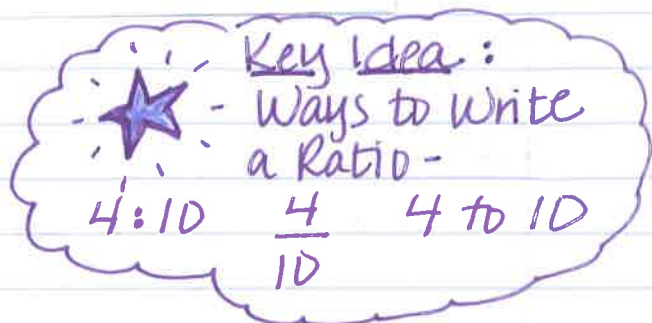 Key Idea :
- Ways to Write
a Ratio -
4:10 4/10 4 to 10